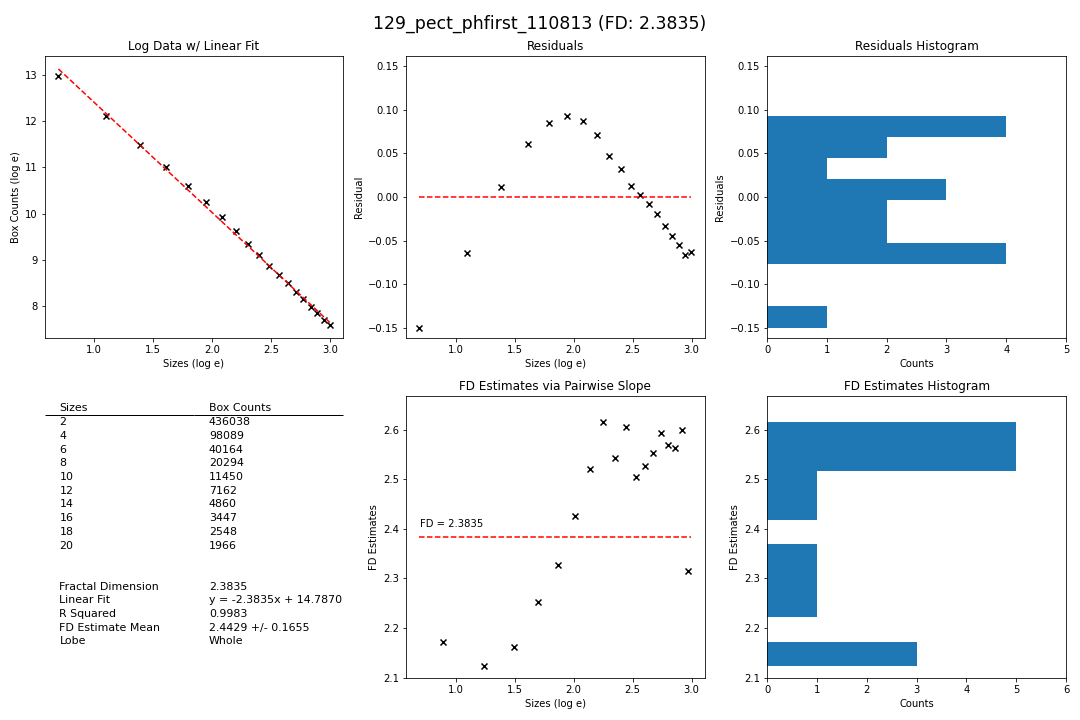 129_pect_phfirst_110813 (FD: 2.3835)
Log Data w/ Linear Fit
Box Counts (log e)
13
12
11
10
9
8
1.0 1.5 2.0 2.5 3.0
Sizes (log e)
Residuals
Residual
0.15
0.10
0.05
0.00
−0.05
−0.10
−0.15
1.0 1.5 2.0 2.5 3.0
Sizes (log e)
Residuals Histogram
Residuals
0.15
0.10
0.05
0.00
−0.05
−0.10
−0.15
0 1 2 3 4 5
Counts
Sizes Box Counts
2 436038
4 98089
6 40164
8 20294
10 11450
12 7162
14 4860
16 3447
18 2548
20 1966
Fractal Dimension 2.3835
Linear Fit y = -2.3835x + 14.7870
R Squared 0.9983
FD Estimate Mean 2.4429 +/- 0.1655
Lobe Whole
FD Estimates via Pairwise Slope
FD Estimates
2.6
2.5
2.4
2.3
2.2
2.1
FD = 2.3835
1.0 1.5 2.0 2.5 3.0
Sizes (log e)
FD Estimates Histogram
FD Estimates
2.6
2.5
2.4
2.3
2.2
2.1
0 1 2 3 4 5 6
Counts